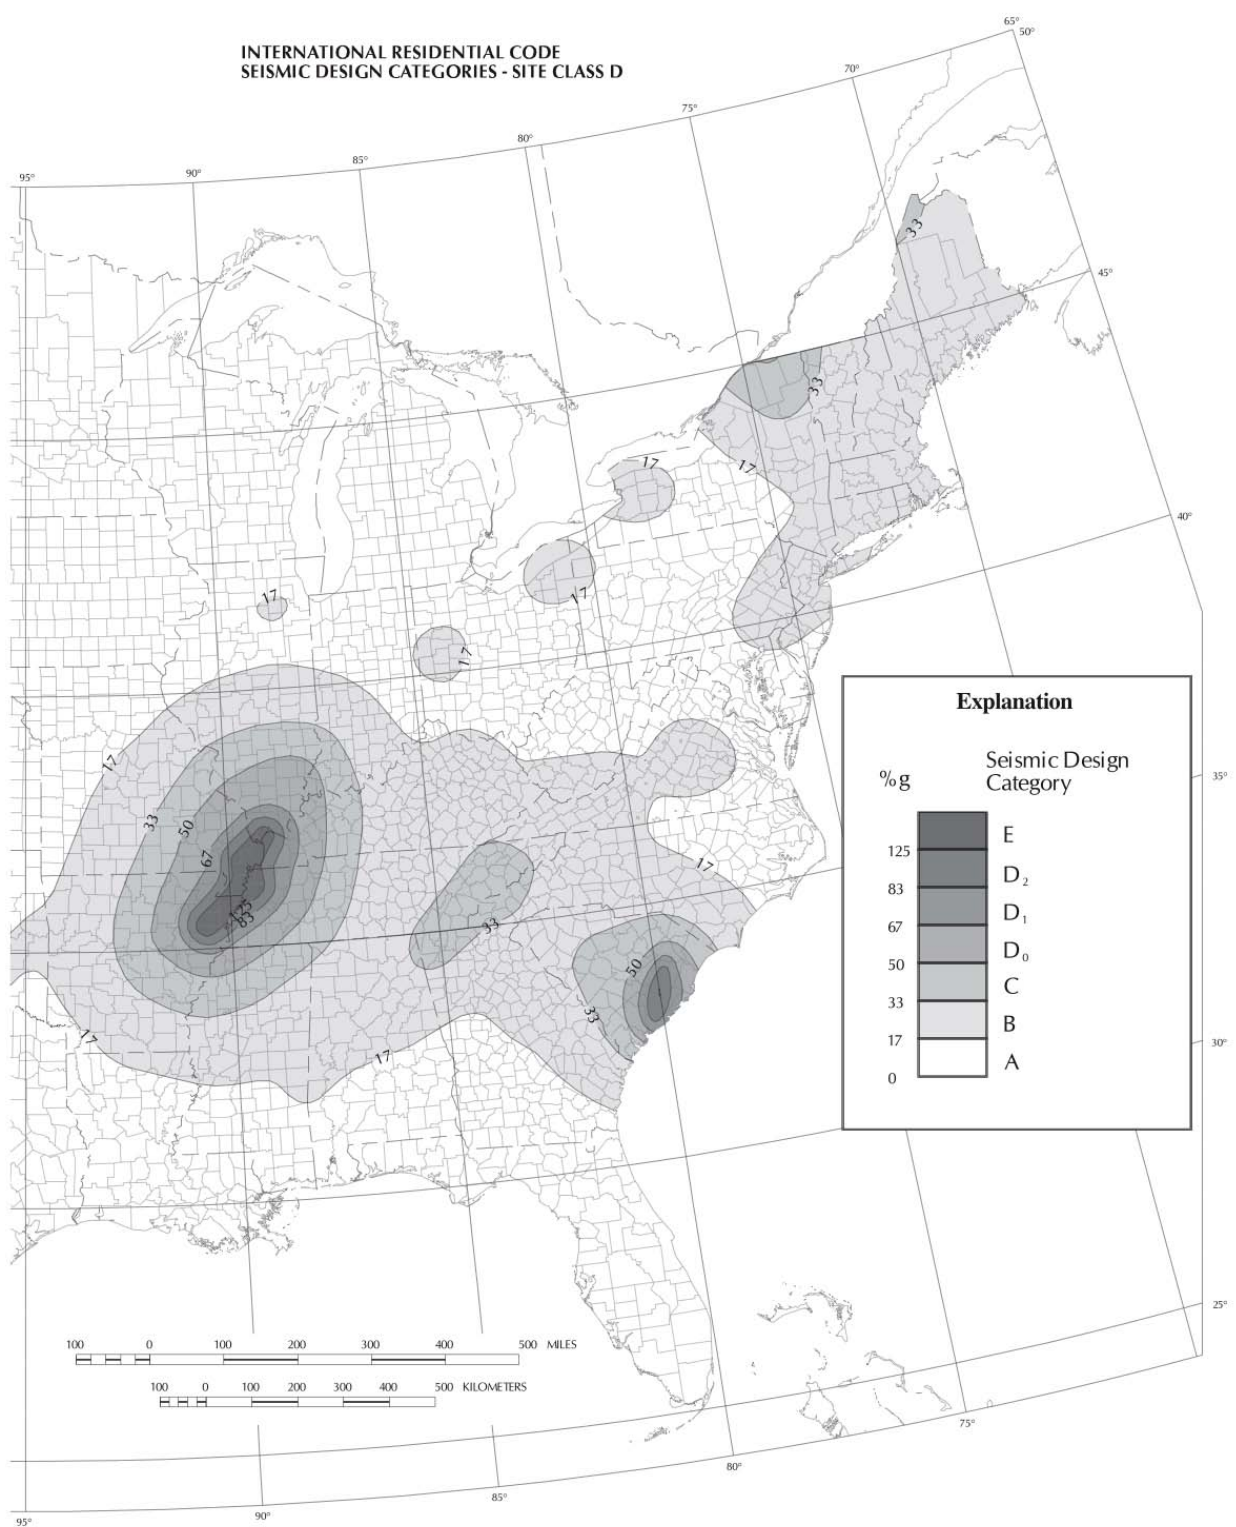 INTERNATIONAL RESIDENTIAL CODE
SEISMIC DESIGN CATEGORIES - SITE CLASS D
65°
50°
70°
75°
80°
85°
90°
95°
33
45°
33
17
17
40°
17
17
17
Explanation
%g
Seismic Design
Category
E
125
D2
83
D1
67
D0
50
C
33
B
17
A
0
35°
17
33
50
67
125
83
17
33
50
33
30°
17
17
25°
100 0 100 200 300 400 500 MILES
100 0 100 200 300 400 500 KILOMETERS
75°
80°
85°
90°
95°